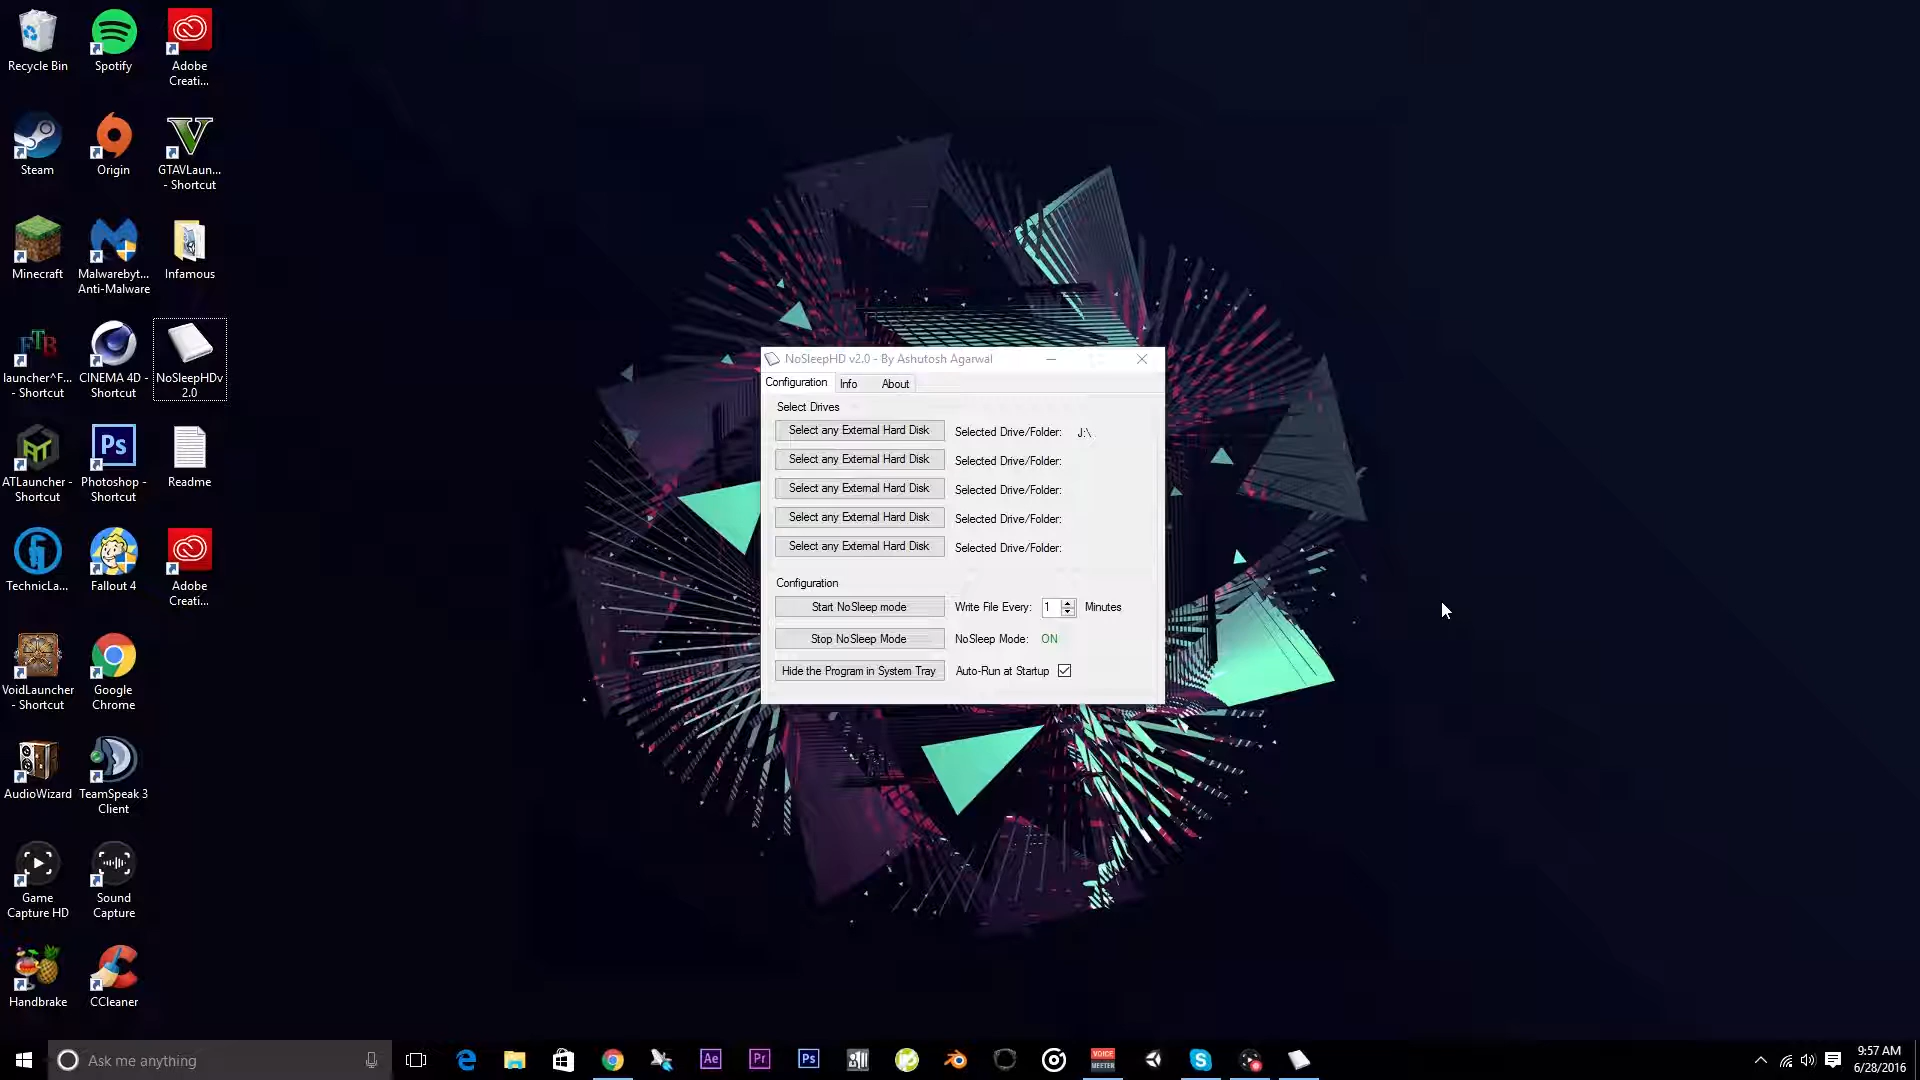 Recycle Bin
Spotify
Adobe
Creati...
Steam
Origin
GTAVLaun...
- Shortcut
Minecraft
Malwarebyt...
Anti-Malware
Infamous
FTB
launcher^F...
- Shortcut
CINEMA 4D -
Shortcut
NoSleepHDv
2.0
ATLauncher -
Shortcut
Ps
Photoshop -
Shortcut
Readme
TechnicLa...
Fallout 4
Adobe
Creati...
VoidLauncher
- Shortcut
Google
Chrome
AudioWizard
TeamSpeak 3
Client
Game
Capture HD
Sound
Capture
Handbrake
CCleaner
NoSleepHD v2.0 - By Ashutosh Agarwal
Configuration Info About
Select Drives
Select any External Hard Disk Selected Drive/Folder: J:\
Select any External Hard Disk Selected Drive/Folder:
Select any External Hard Disk Selected Drive/Folder:
Select any External Hard Disk Selected Drive/Folder:
Select any External Hard Disk Selected Drive/Folder:
Configuration
Start NoSleep mode Write File Every: 1 Minutes
Stop NoSleep Mode NoSleep Mode: ON
Hide the Program in System Tray Auto-Run at Startup
Ask me anything
Ae
Pr
Ps
VOICE
MEETER
9:57 AM
6/28/2016